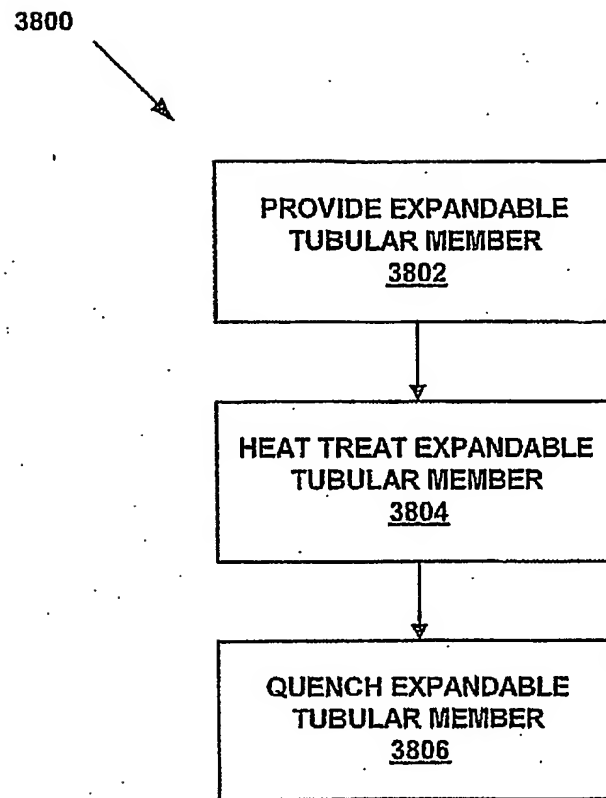 3800
PROVIDE EXPANDABLE
TUBULAR MEMBER
3802
HEAT TREAT EXPANDABLE
TUBULAR MEMBER
3804
QUENCH EXPANDABLE
TUBULAR MEMBER
3806